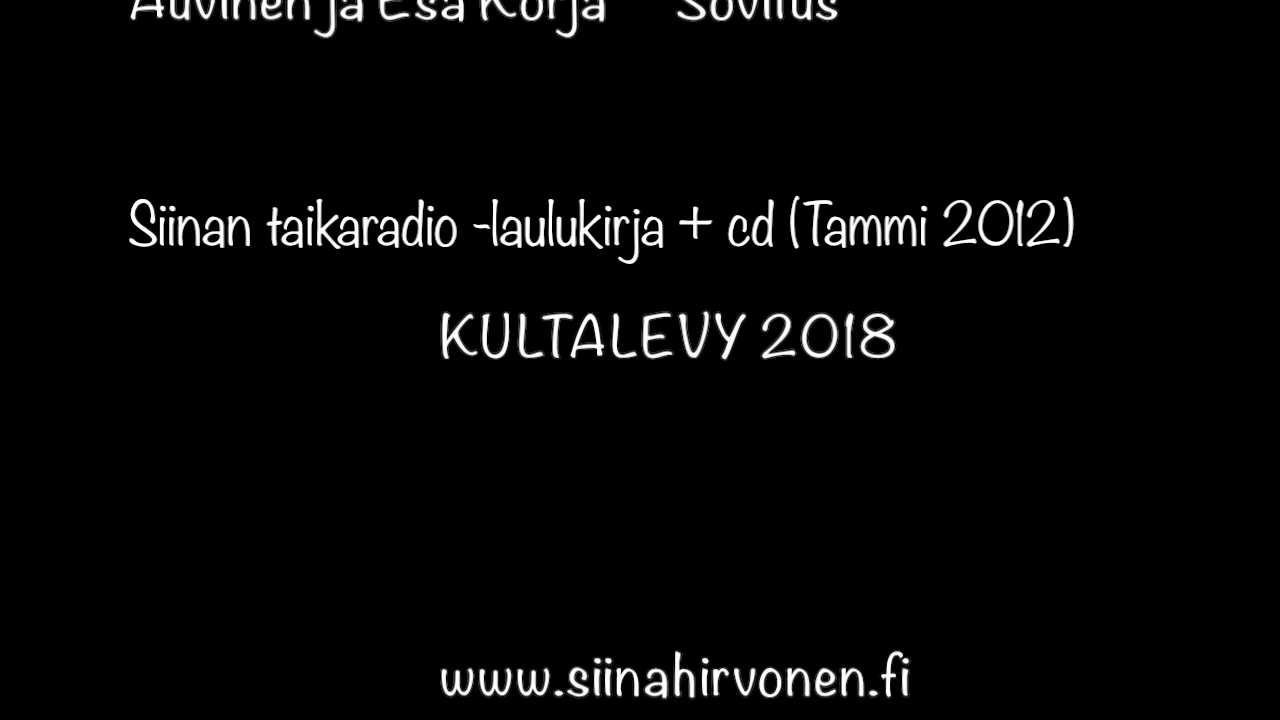 Auvinen ja Esa Korja Sovitus
Siinan taikaradio -laulukirja + cd (Tammi 2012)
KULTALEVY 2018
www.siinahirvonen.fi